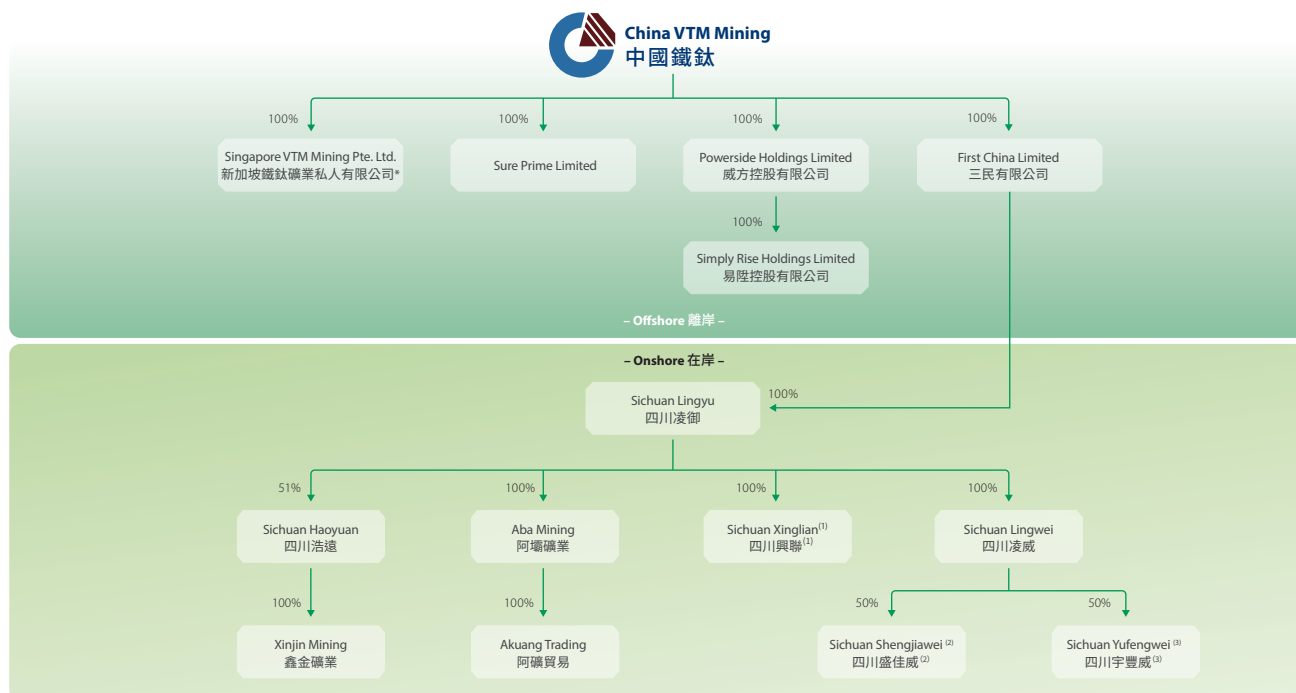 China VTM Mining
中國鐵鈦
100%
100%
100%
100%
Singapore VTM Mining Pte. Ltd.
新加坡鐵鈦礦業私人有限公司*
Sure Prime Limited
Powerside Holdings Limited
威方控股有限公司
First China Limited
三民有限公司
100%
Simply Rise Holdings Limited
易陞控股有限公司
– Offshore 離岸 –
– Onshore 在岸 –
100%
Sichuan Lingyu
四川凌御
51%
100%
100%
100%
Sichuan Haoyuan
四川浩遠
Aba Mining
阿壩礦業
Sichuan Xinglian(1)
四川興聯(1)
Sichuan Lingwei
四川凌威
100%
100%
50%
50%
Xinjin Mining
鑫金礦業
Akuang Trading
阿礦貿易
Sichuan Shengjiawei (2)
四川盛佳威(2)
Sichuan Yufengwei (3)
四川宇豐威(3)